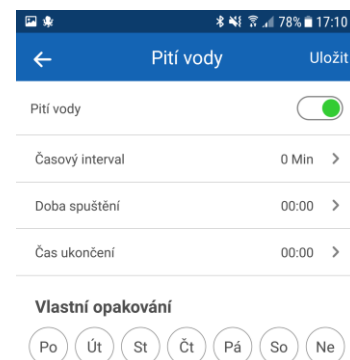 78% 17:10
Pití vody Uložit
Pití vody
Časový interval 0 Min
Doba spuštění 00:00
Čas ukončení 00:00
Vlastní opakování
Po Út St Čt Pá So Ne